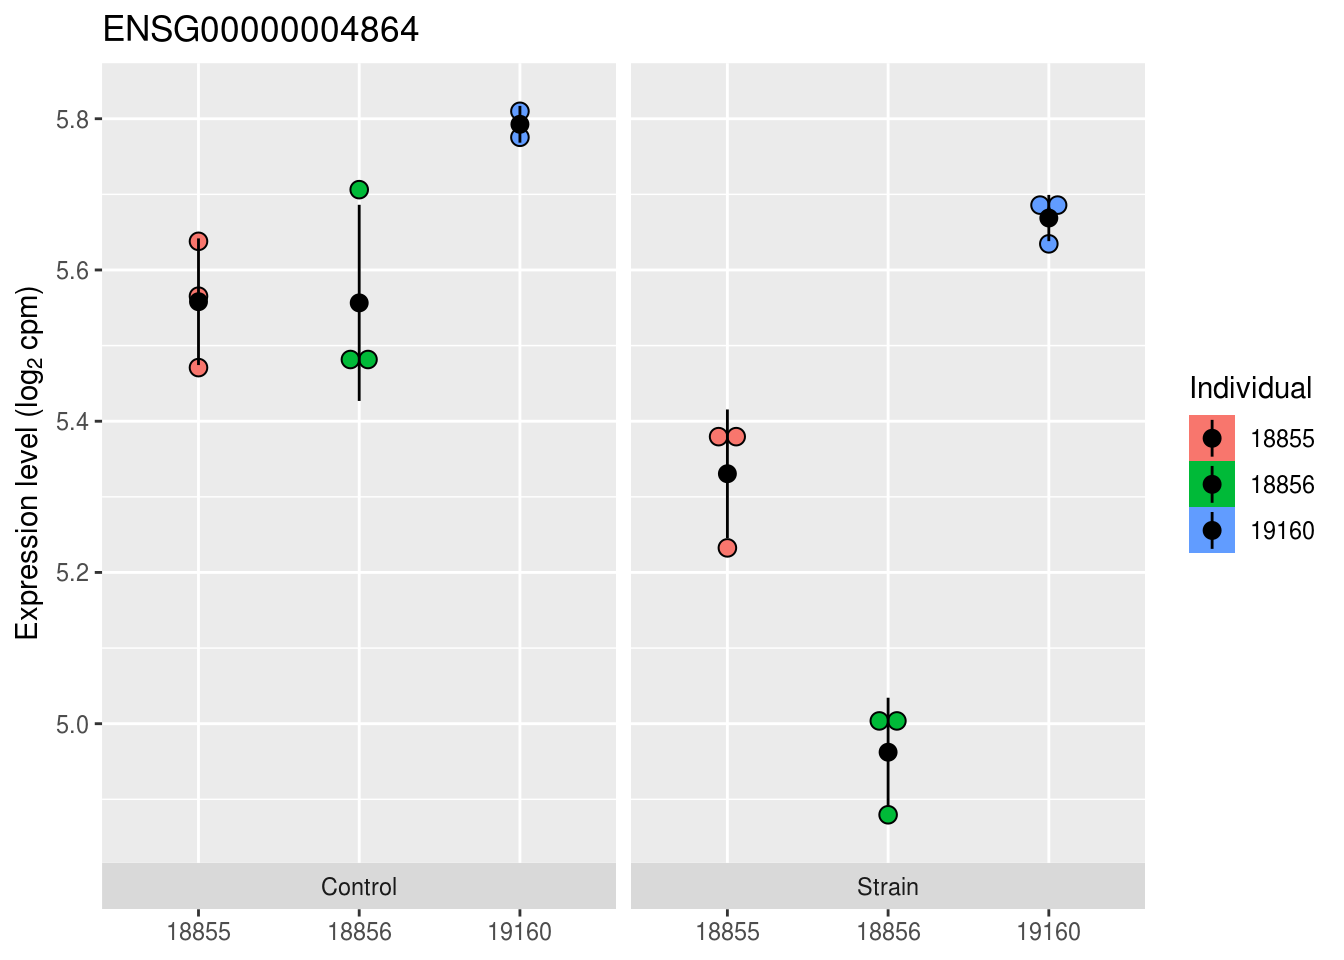 ENSG00000004864
Expression level (log₂ cpm)
5.8
5.6
5.4
5.2
5.0
Control
Strain
18855
18856
19160
18855
18856
19160
Individual
18855
18856
19160